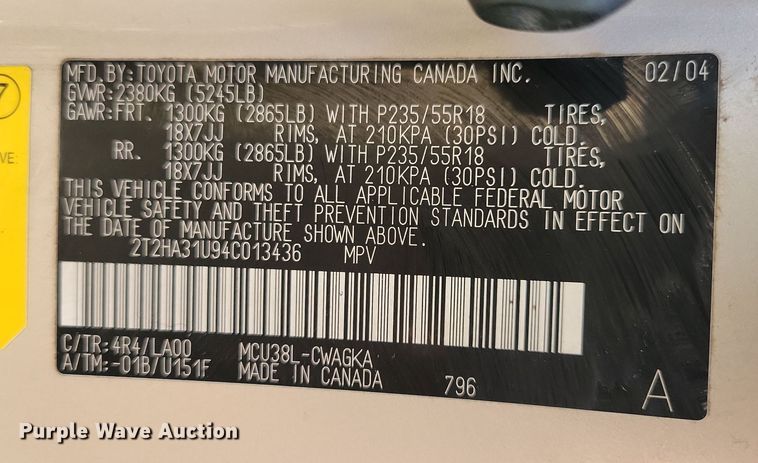 MFD.BY:TOYOTA MOTOR MANUFACTURING CANADA INC. 02/04
GVWR:2380KG (5245LB)
GAWR:FRT. 1300KG (2865LB) WITH P235/55R18 TIRES,
18X7JJ RIMS, AT 210KPA (30PSI) COLD.
RR. 1300KG (2865LB) WITH P235/55R18 TIRES,
18X7JJ RIMS, AT 210KPA (30PSI) COLD.
THIS VEHICLE CONFORMS TO ALL APPLICABLE FEDERAL MOTOR
VEHICLE SAFETY AND THEFT PREVENTION STANDARDS IN EFFECT ON
THE DATE OF MANUFACTURE SHOWN ABOVE.
2T2HA31U94C013436 MPV
C/TR:4R4/LA00 MCU38L-CWAGKA
A/TM:-01B/U151F MADE IN CANADA 796 A
7
VE:
Purple Wave Auction